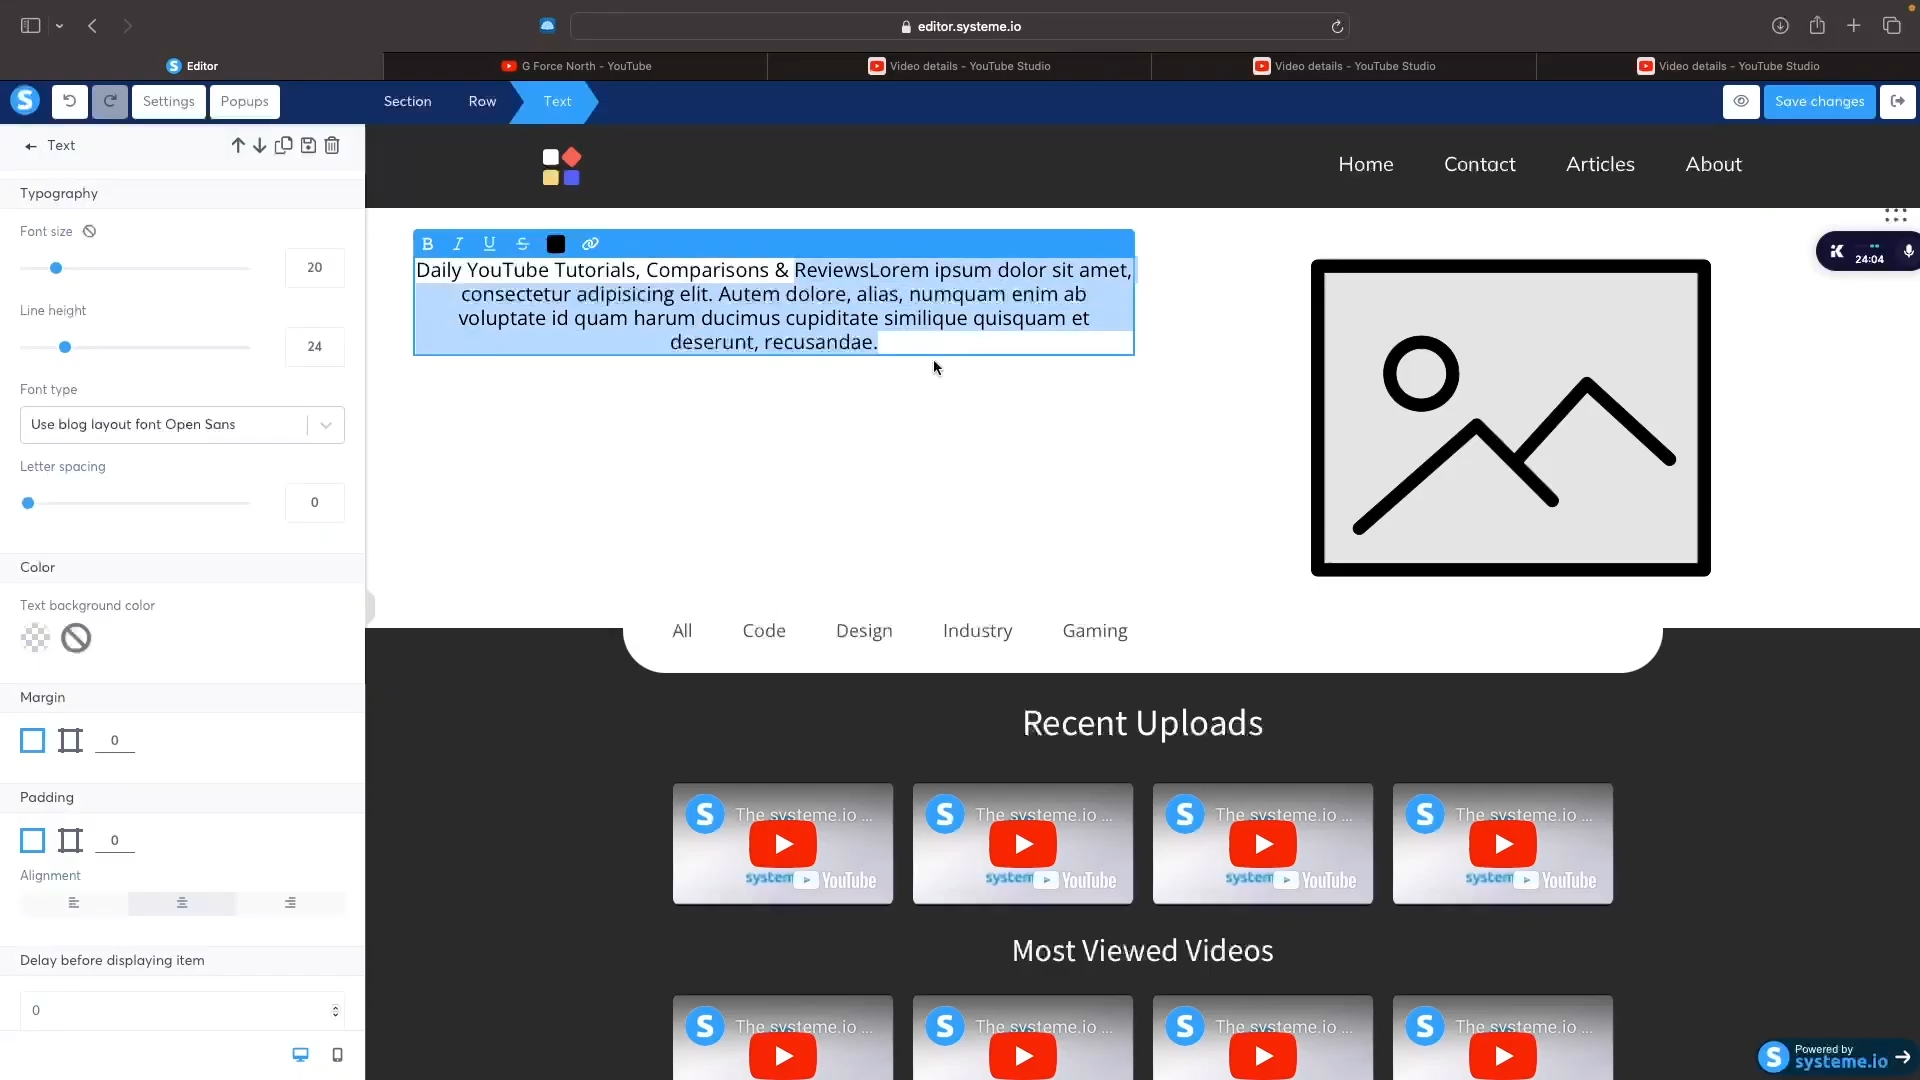 editor.systeme.io
Editor
G Force North - YouTube
Video details - YouTube Studio
Video details - YouTube Studio
Video details - YouTube Studio
Settings
Popups
Section
Row
Text
Save changes
Text
Typography
Font size
20
Line height
24
Font type
Use blog layout font Open Sans
Letter spacing
0
Color
Text background color
Margin
0
Padding
0
Alignment
Delay before displaying item
0
Home
Contact
Articles
About
24:04
Daily YouTube Tutorials, Comparisons & ReviewsLorem ipsum dolor sit amet,
consectetur adipisicing elit. Autem dolore, alias, numquam enim ab
voluptate id quam harum ducimus cupiditate similique quisquam et
deserunt, recusandae.
All
Code
Design
Industry
Gaming
Recent Uploads
The systeme.io ...
The systeme.io ...
The systeme.io ...
The systeme.io ...
system
YouTube
system
YouTube
system
YouTube
system
YouTube
Most Viewed Videos
The systeme.io ...
The systeme.io ...
The systeme.io ...
The systeme.io ...
Powered by
systeme.io